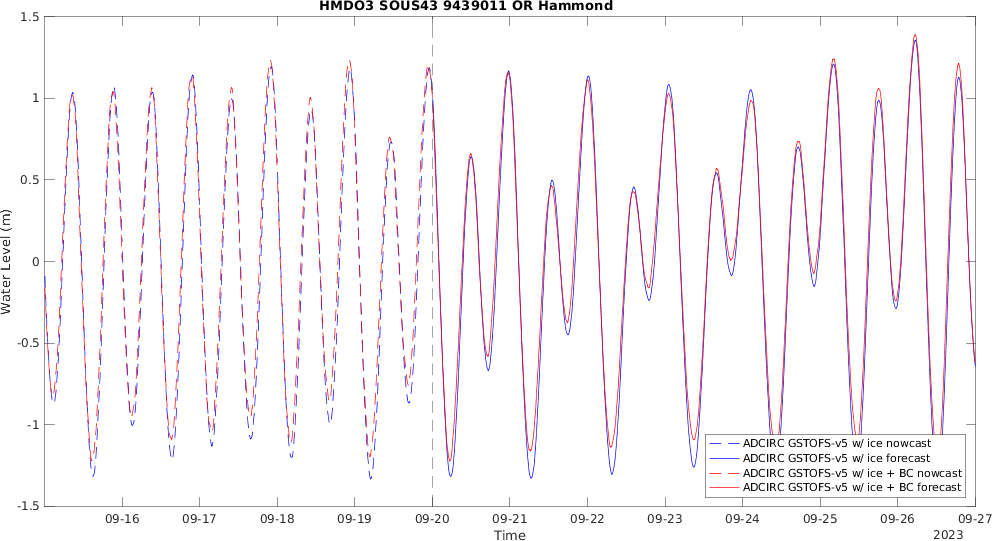 HMDO3 SOUS43 9439011 OR Hammond
1.5
1
0.5
0
-0.5
-1
-1.5
Water Level (m)
ADCIRC GSTOFS-v5 w/ ice nowcast
ADCIRC GSTOFS-v5 w/ ice forecast
ADCIRC GSTOFS-v5 w/ ice + BC nowcast
ADCIRC GSTOFS-v5 w/ ice + BC forecast
09-16 09-17 09-18 09-19 09-20 09-21 09-22 09-23 09-24 09-25 09-26 09-27
Time
2023